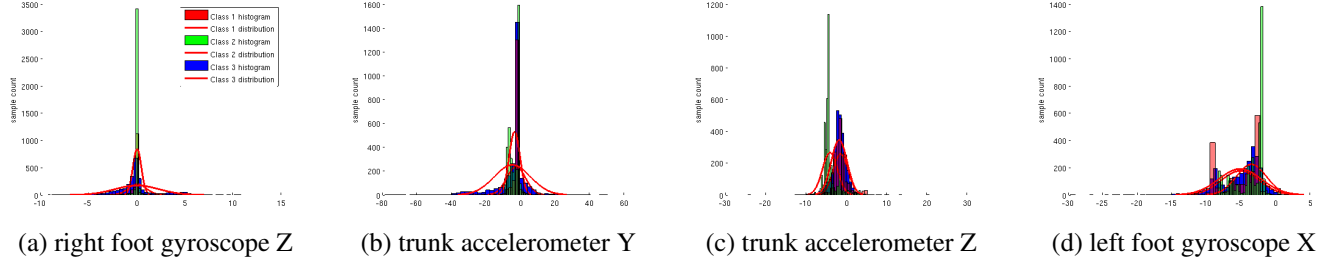 3500
3000
2500
2000
1500
1000
500
0
sample count
-10 -5 0 5 10 15
Class 1 histogram
Class 1 distribution
Class 2 histogram
Class 2 distribution
Class 3 histogram
Class 3 distribution
1600
1400
1200
1000
800
600
400
200
0
sample count
-80 -60 -40 -20 0 20 40 60
1200
1000
800
600
400
200
0
sample count
-30 -20 -10 0 10 20 30
1400
1200
1000
800
600
400
200
0
sample count
-30 -25 -20 -15 -10 -5 0 5
(a) right foot gyroscope Z
(b) trunk accelerometer Y
(c) trunk accelerometer Z
(d) left foot gyroscope X